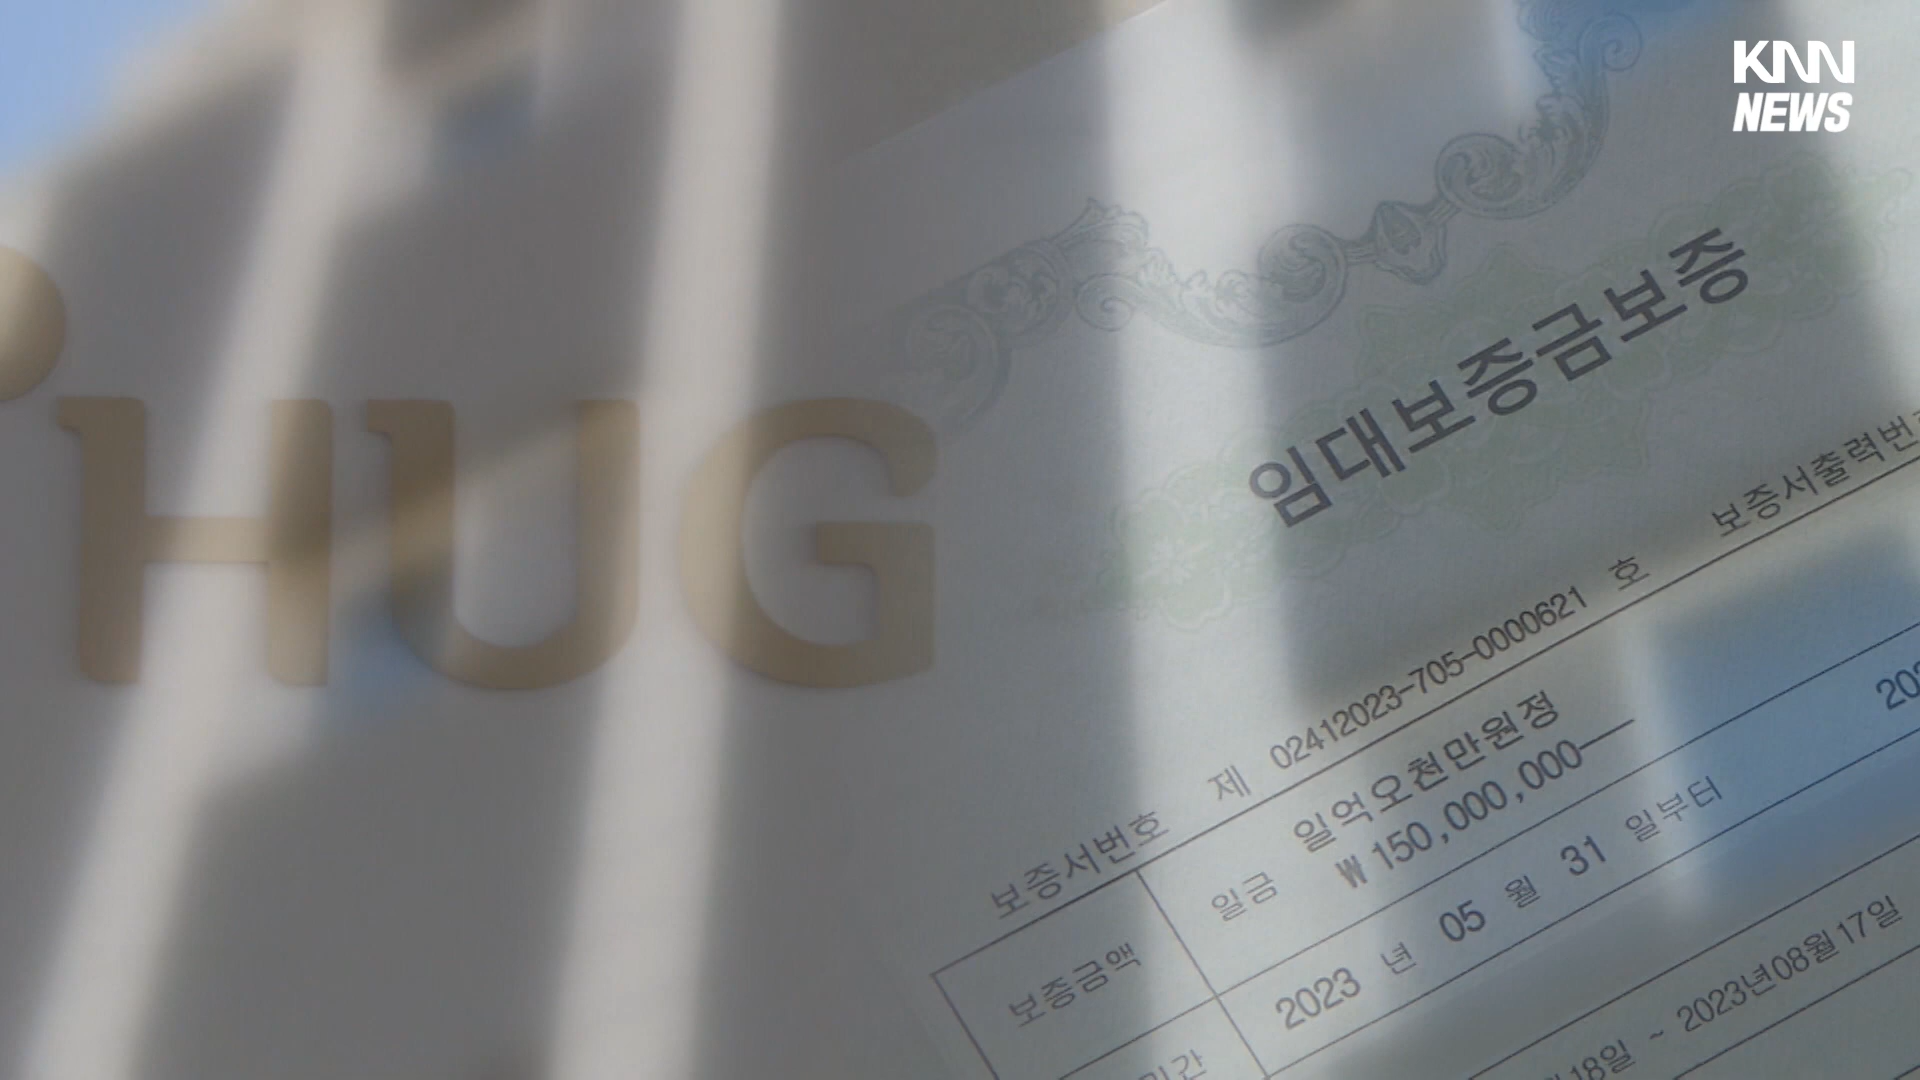 KNN
NEWS
HUG
임대보증금보증
보증서번호 제 02412023-705-0000621 호 보증서출력번
보증금액 일금 일억오천만원정
₩150,000,000
2023 년 05 월 31 일부터
18일 ~ 2023년08월17일